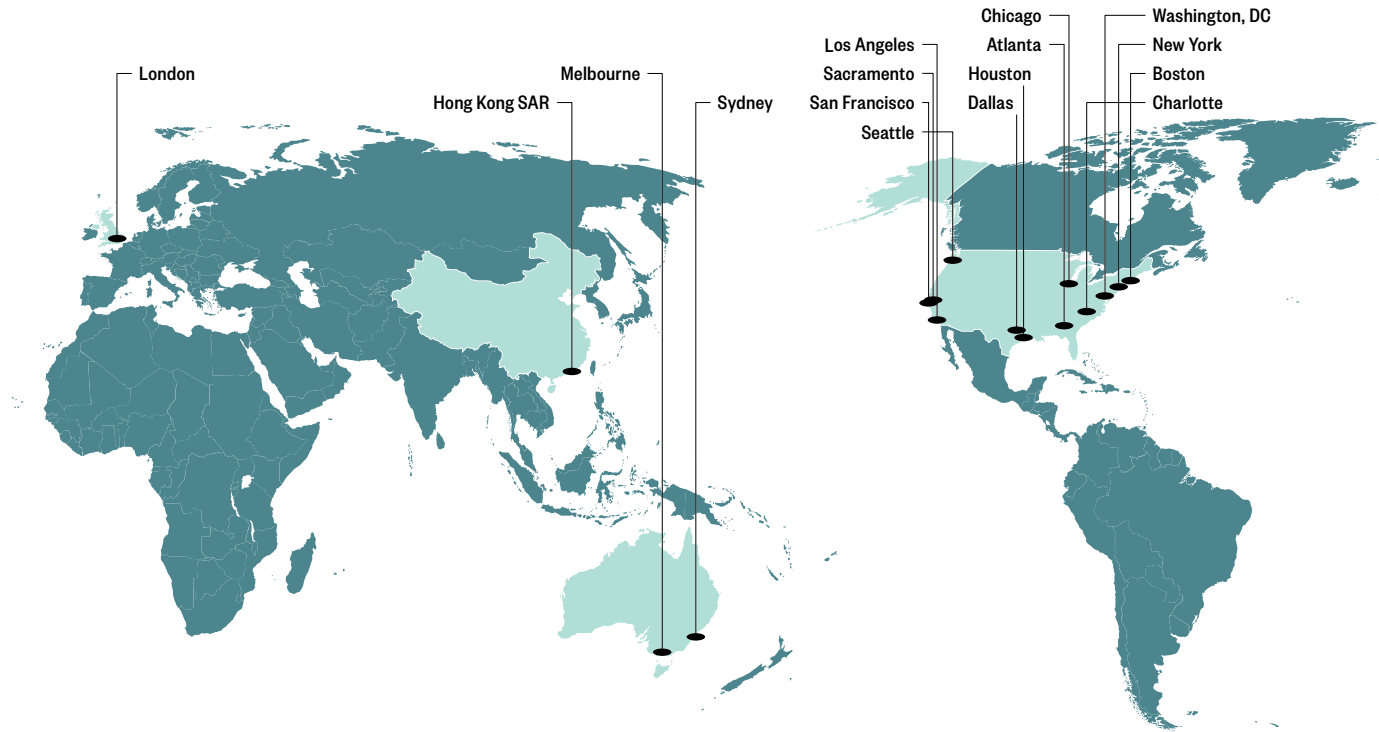 London
Hong Kong SAR
Melbourne
Sydney
Los Angeles
Sacramento
San Francisco
Seattle
Chicago
Atlanta
Houston
Dallas
Washington, DC
New York
Boston
Charlotte